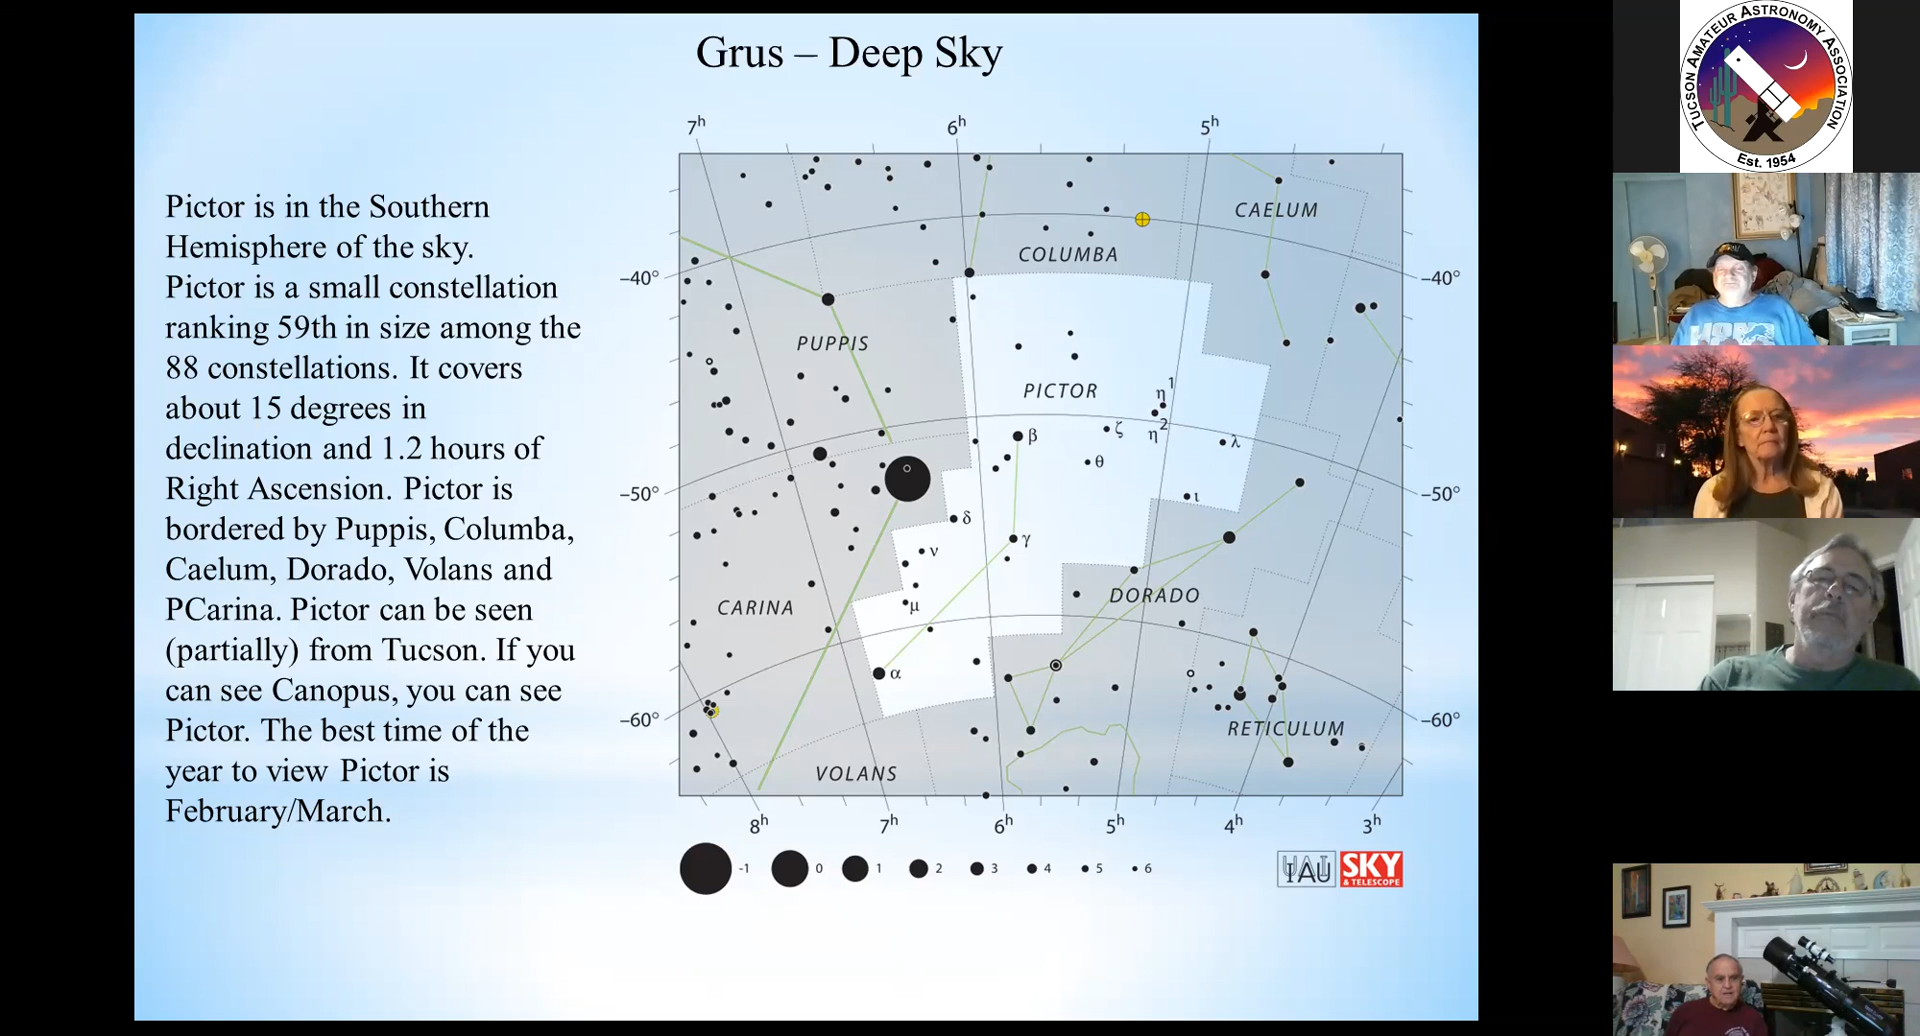 Grus – Deep Sky
Pictor is in the Southern
Hemisphere of the sky.
Pictor is a small constellation
ranking 59th in size among the
88 constellations. It covers
about 15 degrees in
declination and 1.2 hours of
Right Ascension. Pictor is
bordered by Puppis, Columba,
Caelum, Dorado, Volans and
PCarina. Pictor can be seen
(partially) from Tucson. If you
can see Canopus, you can see
Pictor. The best time of the
year to view Pictor is
February/March.
7h 6h 5h
CAELUM
COLUMBA
−40° −40°
PUPPIS
PICTOR
η1
β ζ η2 λ
θ
−50° −50°
ι
δ
γ
ν
DORADO
CARINA μ
α
−60° −60°
RETICULUM
VOLANS
8h 7h 6h 5h 4h 3h
-1 0 1 2 3 4 5 6
IAU
SKY
& TELESCOPE
TUCSON AMATEUR ASTRONOMY ASSOCIATION
Est. 1954